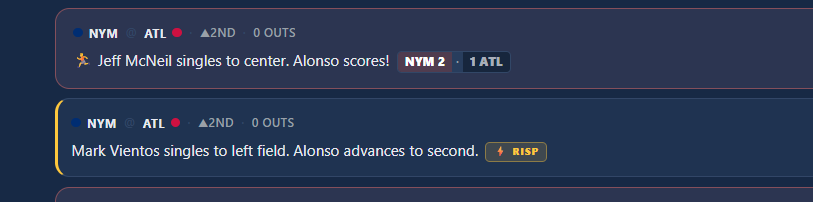 NYM @ ATL · ▲2ND · 0 OUTS
Jeff McNeil singles to center. Alonso scores! NYM 2 · 1 ATL
NYM @ ATL · ▲2ND · 0 OUTS
Mark Vientos singles to left field. Alonso advances to second. RISP